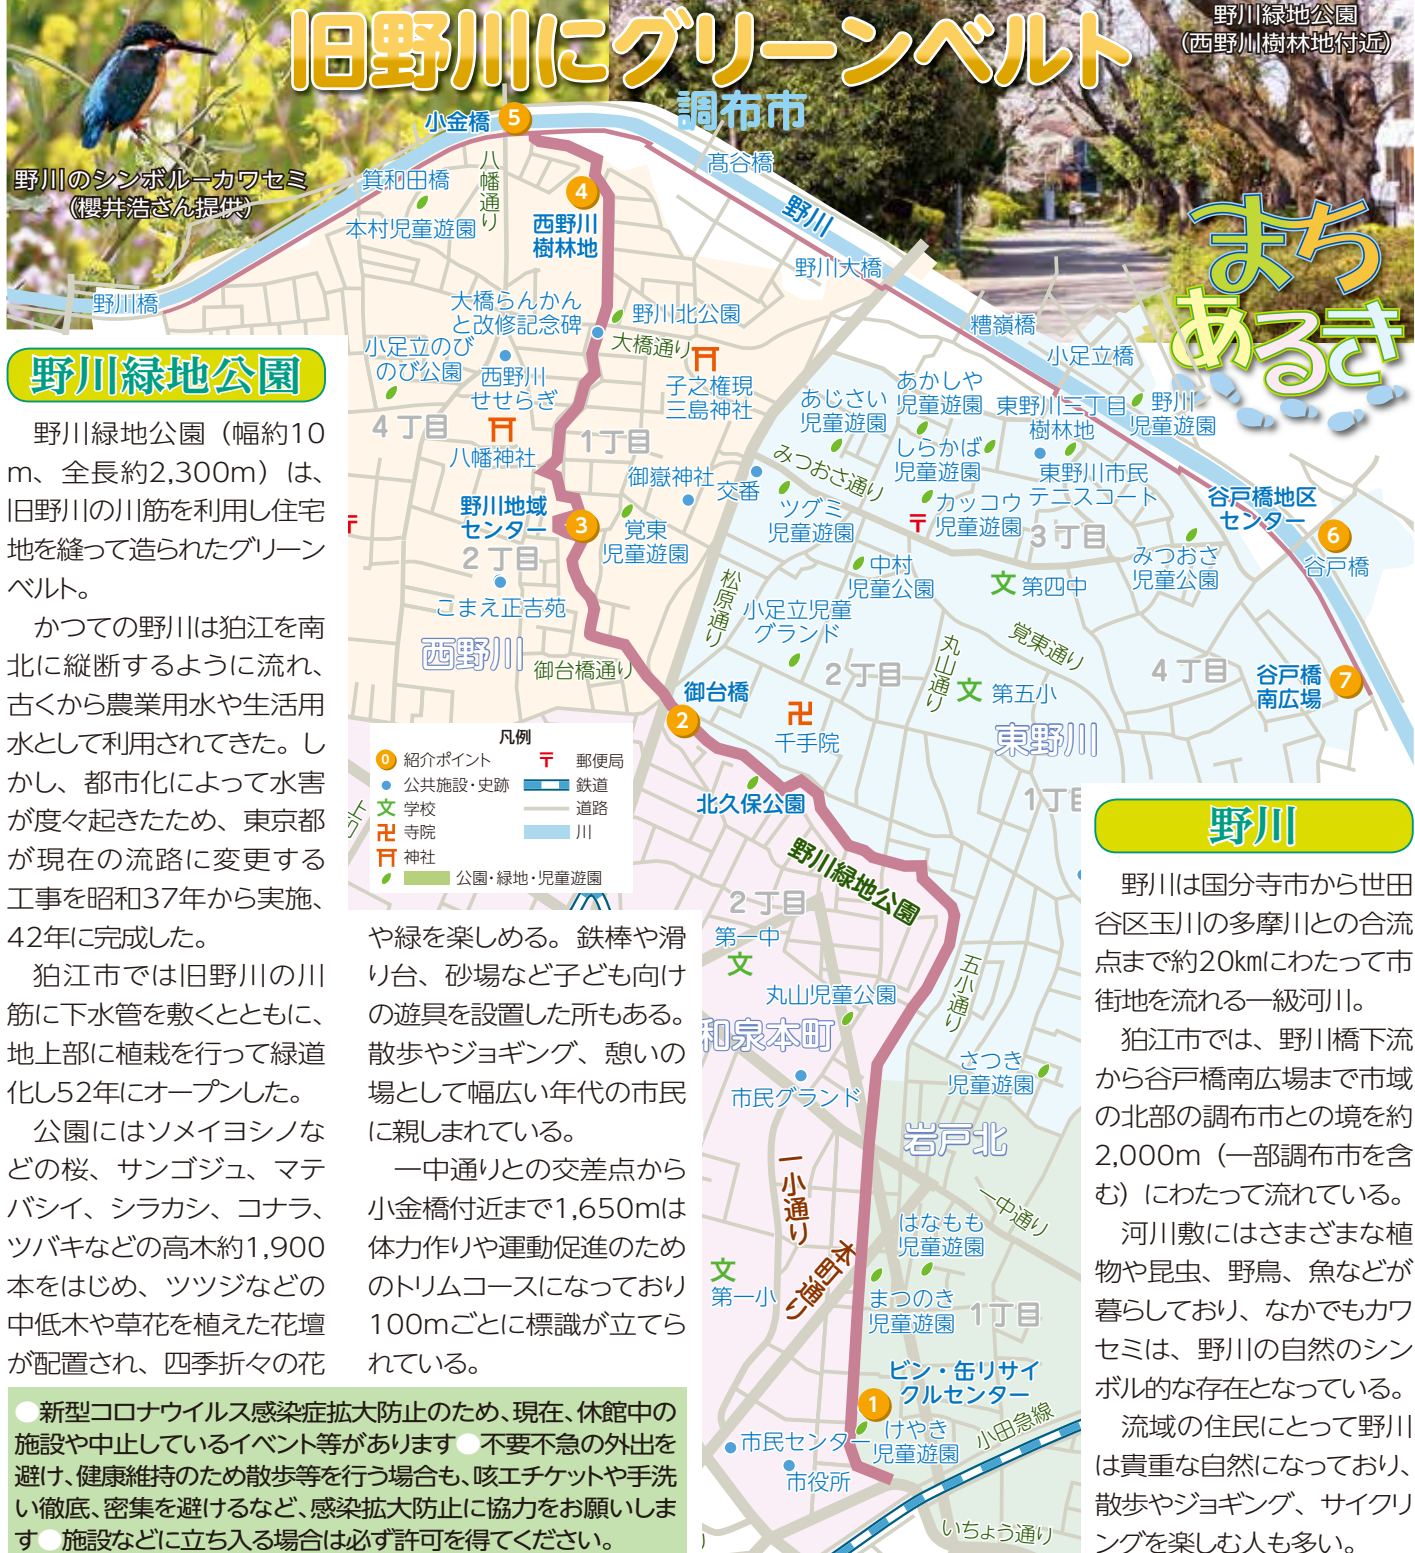 旧野川にグリーンベルト
野川緑地公園
(西野川樹林地付近)
野川のシンボルーカワセミ
(櫻井浩さん提供)
まち
あるき
調布市
小金橋
5
八幡通り
箕和田橋
本村児童遊園
4
西野川
樹林地
髙谷橋
野川
野川大橋
野川橋
大橋らんかん
と改修記念碑
野川北公園
大橋通り
糟嶺橋
小足立橋
小足立のび
のび公園
西野川
せせらぎ
子之権現
三島神社
あじさい
児童遊園
あかしや
児童遊園
東野川三丁目
樹林地
野川
児童遊園
4丁目
八幡神社
1丁目
御嶽神社
交番
みつおさ通り
しらかば
児童遊園
東野川市民
テニスコート
ツグミ
児童遊園
カッコウ
児童遊園
谷戸橋地区
センター
6
谷戸橋
野川地域
センター
3
覚東
児童遊園
3丁目
みつおさ
児童公園
2丁目
こまえ正吉苑
松原通り
中村
児童公園
文 第四中
小足立児童
グランド
西野川
御台橋通り
丸山通り
覚東通り
2丁目
4丁目
文 第五小
谷戸橋
南広場
7
御台橋
2
千手院
東野川
北久保公園
1丁目
凡例
0 紹介ポイント
公共施設・史跡
文 学校
卍 寺院
神社
〒 郵便局
鉄道
道路
川
公園・緑地・児童遊園
野川緑地公園
2丁目
第一中
文
丸山児童公園
五小通り
和泉本町
さつき
児童遊園
市民グランド
岩戸北
一小通り
一中通り
はなもも
児童遊園
本町通り
文
第一小
まつのき
児童遊園
1丁目
ビン・缶リサイ
クルセンター
1
けやき
児童遊園
小田急線
市民センター
市役所
いちょう通り
野川緑地公園
野川緑地公園（幅約10
m、全長約2,300m）は、
旧野川の川筋を利用し住宅
地を縫って造られたグリーン
ベルト。
かつての野川は狛江を南
北に縦断するように流れ、
古くから農業用水や生活用
水として利用されてきた。し
かし、都市化によって水害
が度々起きたため、東京都
が現在の流路に変更する
工事を昭和37年から実施、
42年に完成した。
狛江市では旧野川の川
筋に下水管を敷くとともに、
地上部に植栽を行って緑道
化し52年にオープンした。
公園にはソメイヨシノな
どの桜、サンゴジュ、マテ
バシイ、シラカシ、コナラ、
ツバキなどの高木約1,900
本をはじめ、ツツジなどの
中低木や草花を植えた花壇
が配置され、四季折々の花
や緑を楽しめる。鉄棒や滑
り台、砂場など子ども向け
の遊具を設置した所もある。
散歩やジョギング、憩いの
場として幅広い年代の市民
に親しまれている。
一中通りとの交差点から
小金橋付近まで1,650mは
体力作りや運動促進のため
のトリムコースになっており
100mごとに標識が立てら
れている。
野川
野川は国分寺市から世田
谷区玉川の多摩川との合流
点まで約20㎞にわたって市
街地を流れる一級河川。
狛江市では、野川橋下流
から谷戸橋南広場まで市域
の北部の調布市との境を約
2,000m（一部調布市を含
む）にわたって流れている。
河川敷にはさまざまな植
物や昆虫、野鳥、魚などが
暮らしており、なかでもカワ
セミは、野川の自然のシン
ボル的な存在となっている。
流域の住民にとって野川
は貴重な自然になっており、
散歩やジョギング、サイクリ
ングを楽しむ人も多い。
●新型コロナウイルス感染症拡大防止のため、現在、休館中の
施設や中止しているイベント等があります●不要不急の外出を
避け、健康維持のため散歩等を行う場合も、咳エチケットや手洗
い徹底、密集を避けるなど、感染拡大防止に協力をお願いしま
す●施設などに立ち入る場合は必ず許可を得てください。